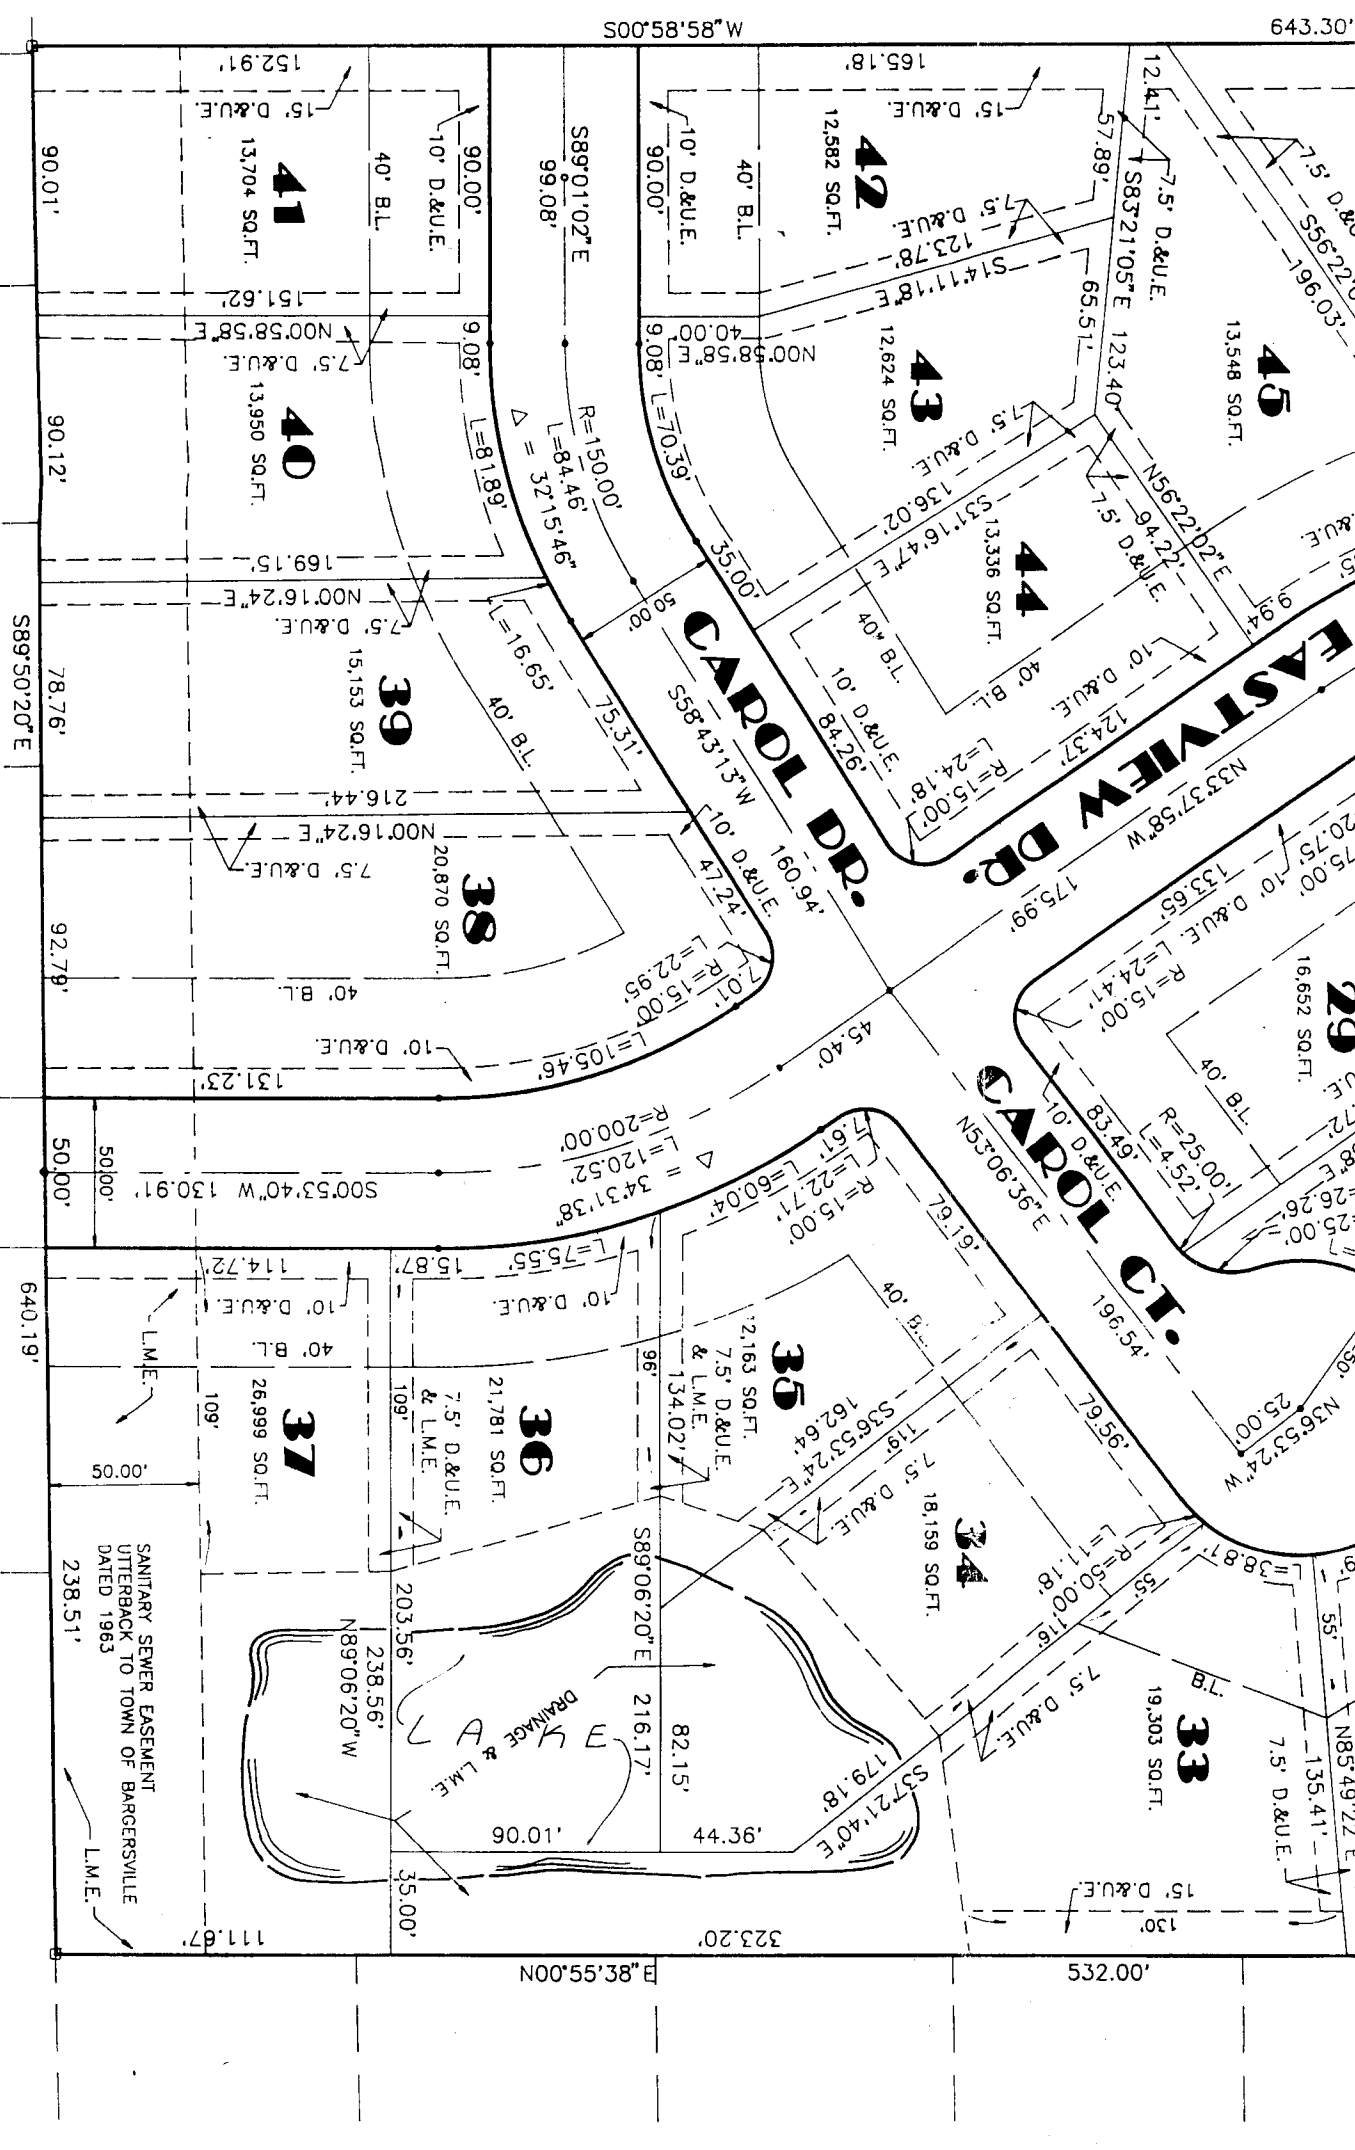 S00°58'58"W
643.30'
152.91'
15' D.&U.E.
41
13,704 SQ.FT.
90.01'
40' B.L.
10' D.&U.E.
90.00'
151.62'
N00°58'58"E
7.5' D.&U.E.
9.08'
S89°01'02"E
99.08'
10' D.&U.E.
90.00'
40' B.L.
165.18'
15' D.&U.E.
42
12,582 SQ.FT.
57.89'
7.5' D.&U.E.
123.78'
S14°11'18"E
12.41'
7.5' D.&U.E.
S83°21'05"E 123.40'
196.03'
45
13,548 SQ.FT.
N00°58'58"E
40.00
9.08'
L=70.39'
43
12,624 SQ.FT.
65.51'
7.5' D.&U.E.
136.02'
S31°16'47"E
35.00'
40
13,950 SQ.FT.
90.12'
L=81.89'
Δ = 32°15'46"
L=84.46'
R=150.00'
169.15'
N00°16'24"E
7.5' D.&U.E.
L=16.65'
39
15,153 SQ.FT.
78.76'
S89°50'20"E
40' B.L.
75.31'
50.00'
CAROL DR.
S58°43'13"W
160.94'
44
13,336 SQ.FT.
40' B.L.
10' D.&U.E.
84.26'
40' B.L.
10' D.&U.E.
124.37'
R=15.00'
L=24.18'
N56°22'02"E
94.22'
7.5' D.&U.E.
9.94'
EASTVIEW DR.
N33°37'58"W
175.99'
216.44'
N00°16'24"E
7.5' D.&U.E.
38
20,870 SQ.FT.
92.79'
10' D.&U.E.
47.24'
7.01'
R=15.00'
L=22.95'
40' B.L.
10' D.&U.E.
131.23'
L=105.46'
45.40'
133.65'
10' D.&U.E.
L=24.41'
R=15.00'
29
16,652 SQ.FT.
40' B.L.
83.49'
10' D.&U.E.
R=25.00'
L=4.52'
CAROL CT.
N53°06'36"E
196.54'
50.00'
50.00'
S00°53'40"W 130.91'
R=200.00'
L=120.52'
Δ = 34°31'38"
7.61'
L=22.71'
R=15.00'
L=60.04'
79.19'
640.19'
114.72'
10' D.&U.E.
40' B.L.
L.M.E.
109'
37
26,999 SQ.FT.
50.00'
15.87'
L=75.55'
10' D.&U.E.
109'
7.5' D.&U.E.
& L.M.E.
36
21,781 SQ.FT.
96'
134.02'
7.5' D.&U.E.
& L.M.E.
35
40' B.L.
S36°53'24"E
162.64'
119'
7.5' D.&U.E.
34
18,159 SQ.FT.
79.56'
N36°53'24"W
25.00'
R=50.00'
L=11.18'
L=38.81'
55'
116'
55'
B.L.
7.5' D.&U.E.
33
19,303 SQ.FT.
7.5' D.&U.E.
135.41'
N85°49'22"E
S37°21'40"E
179.18'
15' D.&U.E.
130'
SANITARY SEWER EASEMENT
UTTERBACK TO TOWN OF BARGERSVILLE
DATED 1963
238.51'
L.M.E.
203.56'
238.56'
N89°06'20"W
S89°06'20"E 216.17'
82.15'
LAKE
DRAINAGE & L.M.E.
90.01'
44.36'
35.00'
111.67'
323.20'
N00°55'38"E
532.00'